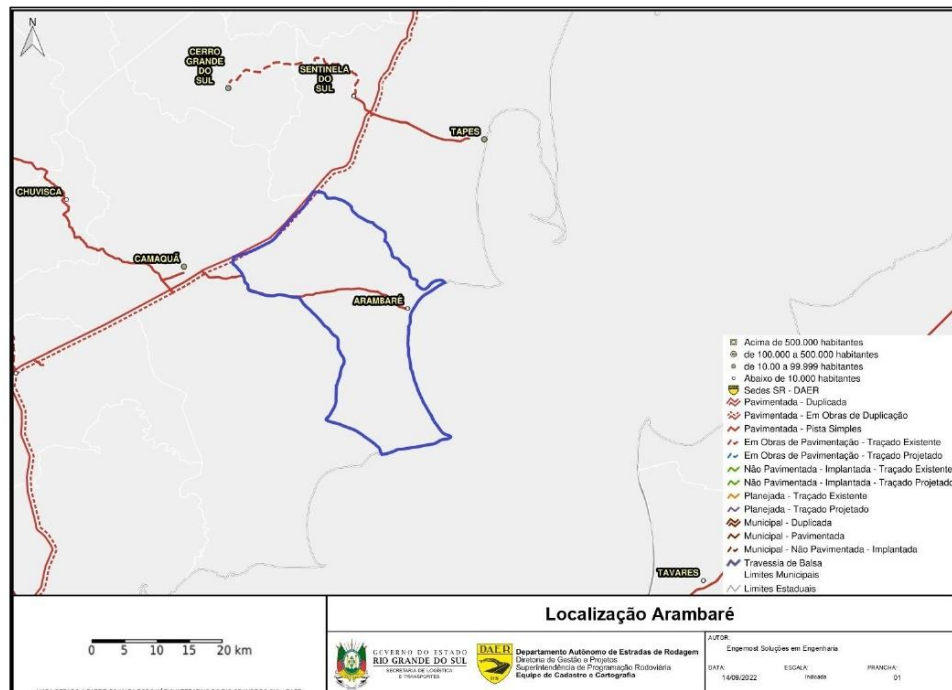 N
CERRO
GRANDE
DO
SUL
SENTINELA
DO
SUL
TAPES
CHUVISCA
CAMAQUÃ
ARAMBARÉ
TAVARES
Acima de 500.000 habitantes
de 100.000 a 500.000 habitantes
de 10.00 a 99.999 habitantes
Abaixo de 10.000 habitantes
Sedes SR - DAER
Pavimentada - Duplicada
Pavimentada - Em Obras de Duplicação
Pavimentada - Pista Simples
Em Obras de Pavimentação - Traçado Existente
Em Obras de Pavimentação - Traçado Projetado
Não Pavimentada - Implantada - Traçado Existente
Não Pavimentada - Implantada - Traçado Projetado
Planejada - Traçado Existente
Planejada - Traçado Projetado
Municipal - Duplicada
Municipal - Pavimentada
Municipal - Não Pavimentada - Implantada
Travessia de Balsa
Limites Municipais
Limites Estaduais
0 5 10 15 20 km
Localização Arambaré
GOVERNO DO ESTADO
RIO GRANDE DO SUL
SECRETARIA DE LOGÍSTICA
E TRANSPORTES
DAER
Departamento Autônomo de Estradas de Rodagem
Diretoria de Gestão e Projetos
Superintendência de Programação Rodoviária
Equipe de Cadastro e Cartografia
AUTOR:
Engemost Soluções em Engenharia
DATA: ESCALA: PRANCHA:
14/09/2022 Indicada 01